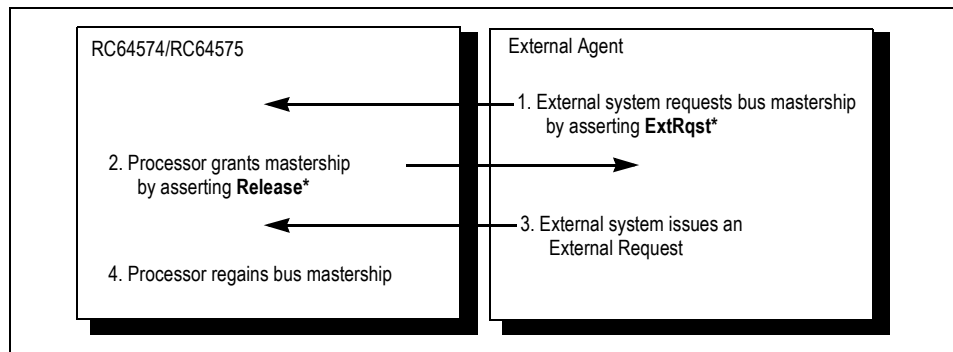 RC64574/RC64575
External Agent
1. External system requests bus mastership
by asserting ExtRqst*
2. Processor grants mastership
by asserting Release*
3. External system issues an
External Request
4. Processor regains bus mastership